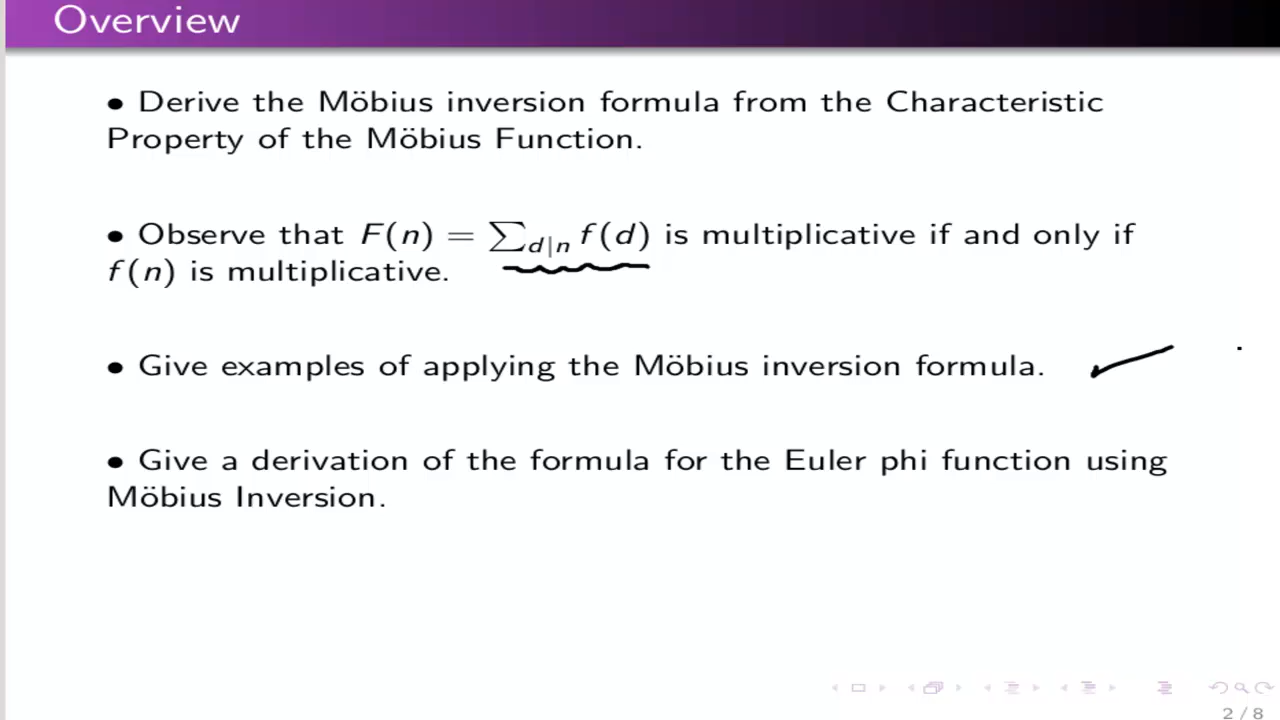 Overview
• Derive the Möbius inversion formula from the Characteristic
Property of the Möbius Function.
• Observe that F(n) = ∑_{d|n} f(d) is multiplicative if and only if
f(n) is multiplicative.
• Give examples of applying the Möbius inversion formula.
• Give a derivation of the formula for the Euler phi function using
Möbius Inversion.
2 / 8